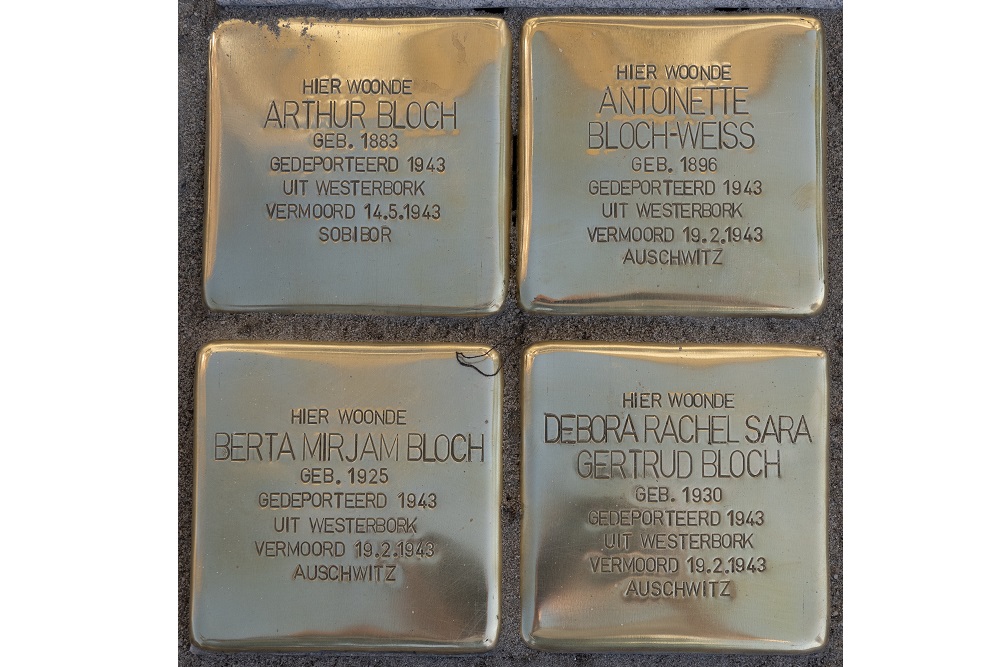 HIER WOONDE
ARTHUR BLOCH
GEB. 1883
GEDEPORTEERD 1943
UIT WESTERBORK
VERMOORD 14.5.1943
SOBIBOR
HIER WOONDE
ANTOINETTE
BLOCH-WEISS
GEB. 1896
GEDEPORTEERD 1943
UIT WESTERBORK
VERMOORD 19.2.1943
AUSCHWITZ
HIER WOONDE
BERTA MIRJAM BLOCH
GEB. 1925
GEDEPORTEERD 1943
UIT WESTERBORK
VERMOORD 19.2.1943
AUSCHWITZ
HIER WOONDE
DEBORA RACHEL SARA
GERTRUD BLOCH
GEB. 1930
GEDEPORTEERD 1943
UIT WESTERBORK
VERMOORD 19.2.1943
AUSCHWITZ